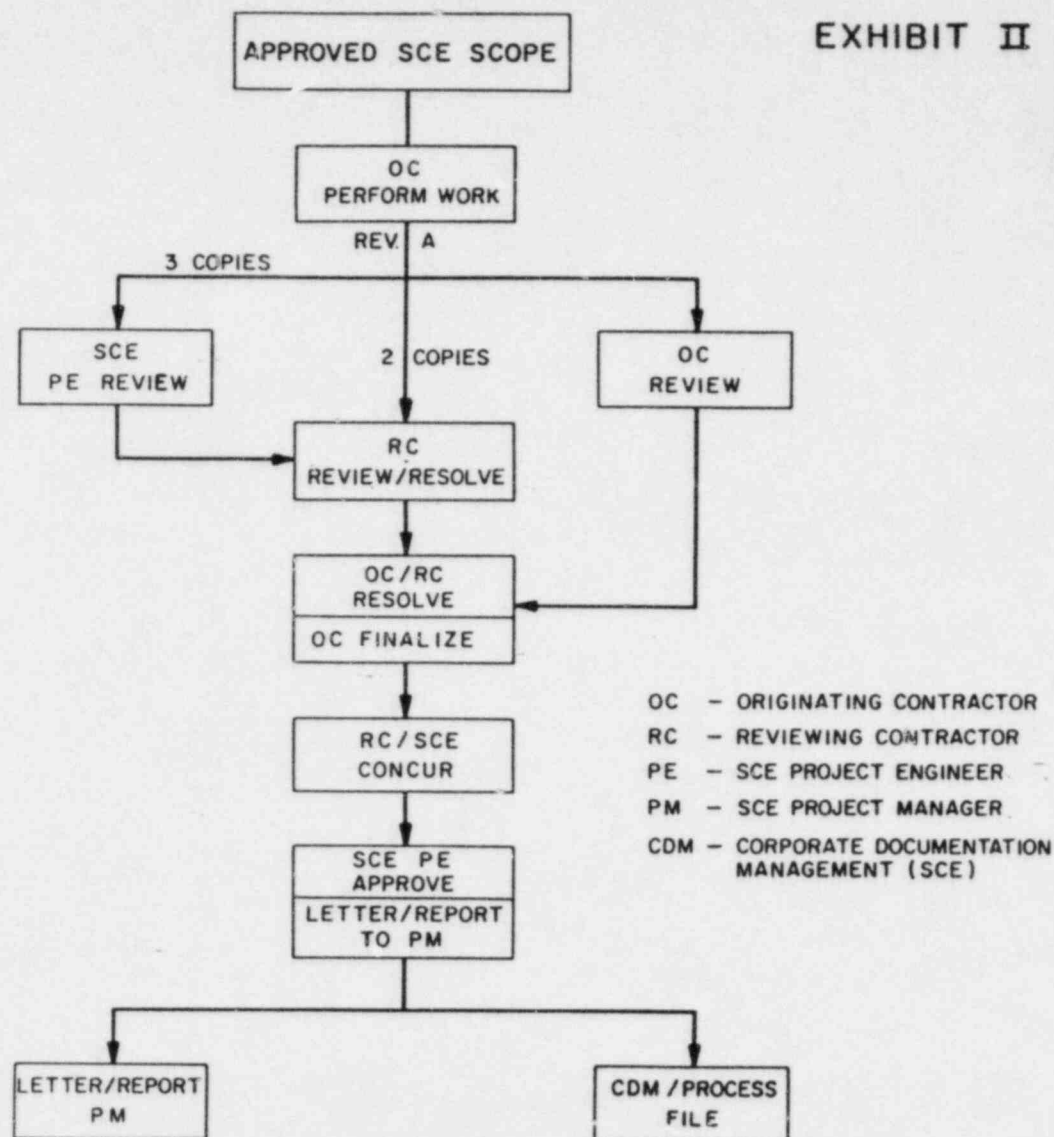 EXHIBIT II
APPROVED SCE SCOPE
OC
PERFORM WORK
REV. A
3 COPIES
SCE
PE REVIEW
2 COPIES
OC
REVIEW
RC
REVIEW/RESOLVE
OC/RC
RESOLVE
OC FINALIZE
RC/SCE
CONCUR
SCE PE
APPROVE
LETTER/REPORT
TO PM
OC – ORIGINATING CONTRACTOR
RC – REVIEWING CONTRACTOR
PE – SCE PROJECT ENGINEER
PM – SCE PROJECT MANAGER
CDM – CORPORATE DOCUMENTATION
MANAGEMENT (SCE)
LETTER/REPORT
PM
CDM/PROCESS
FILE